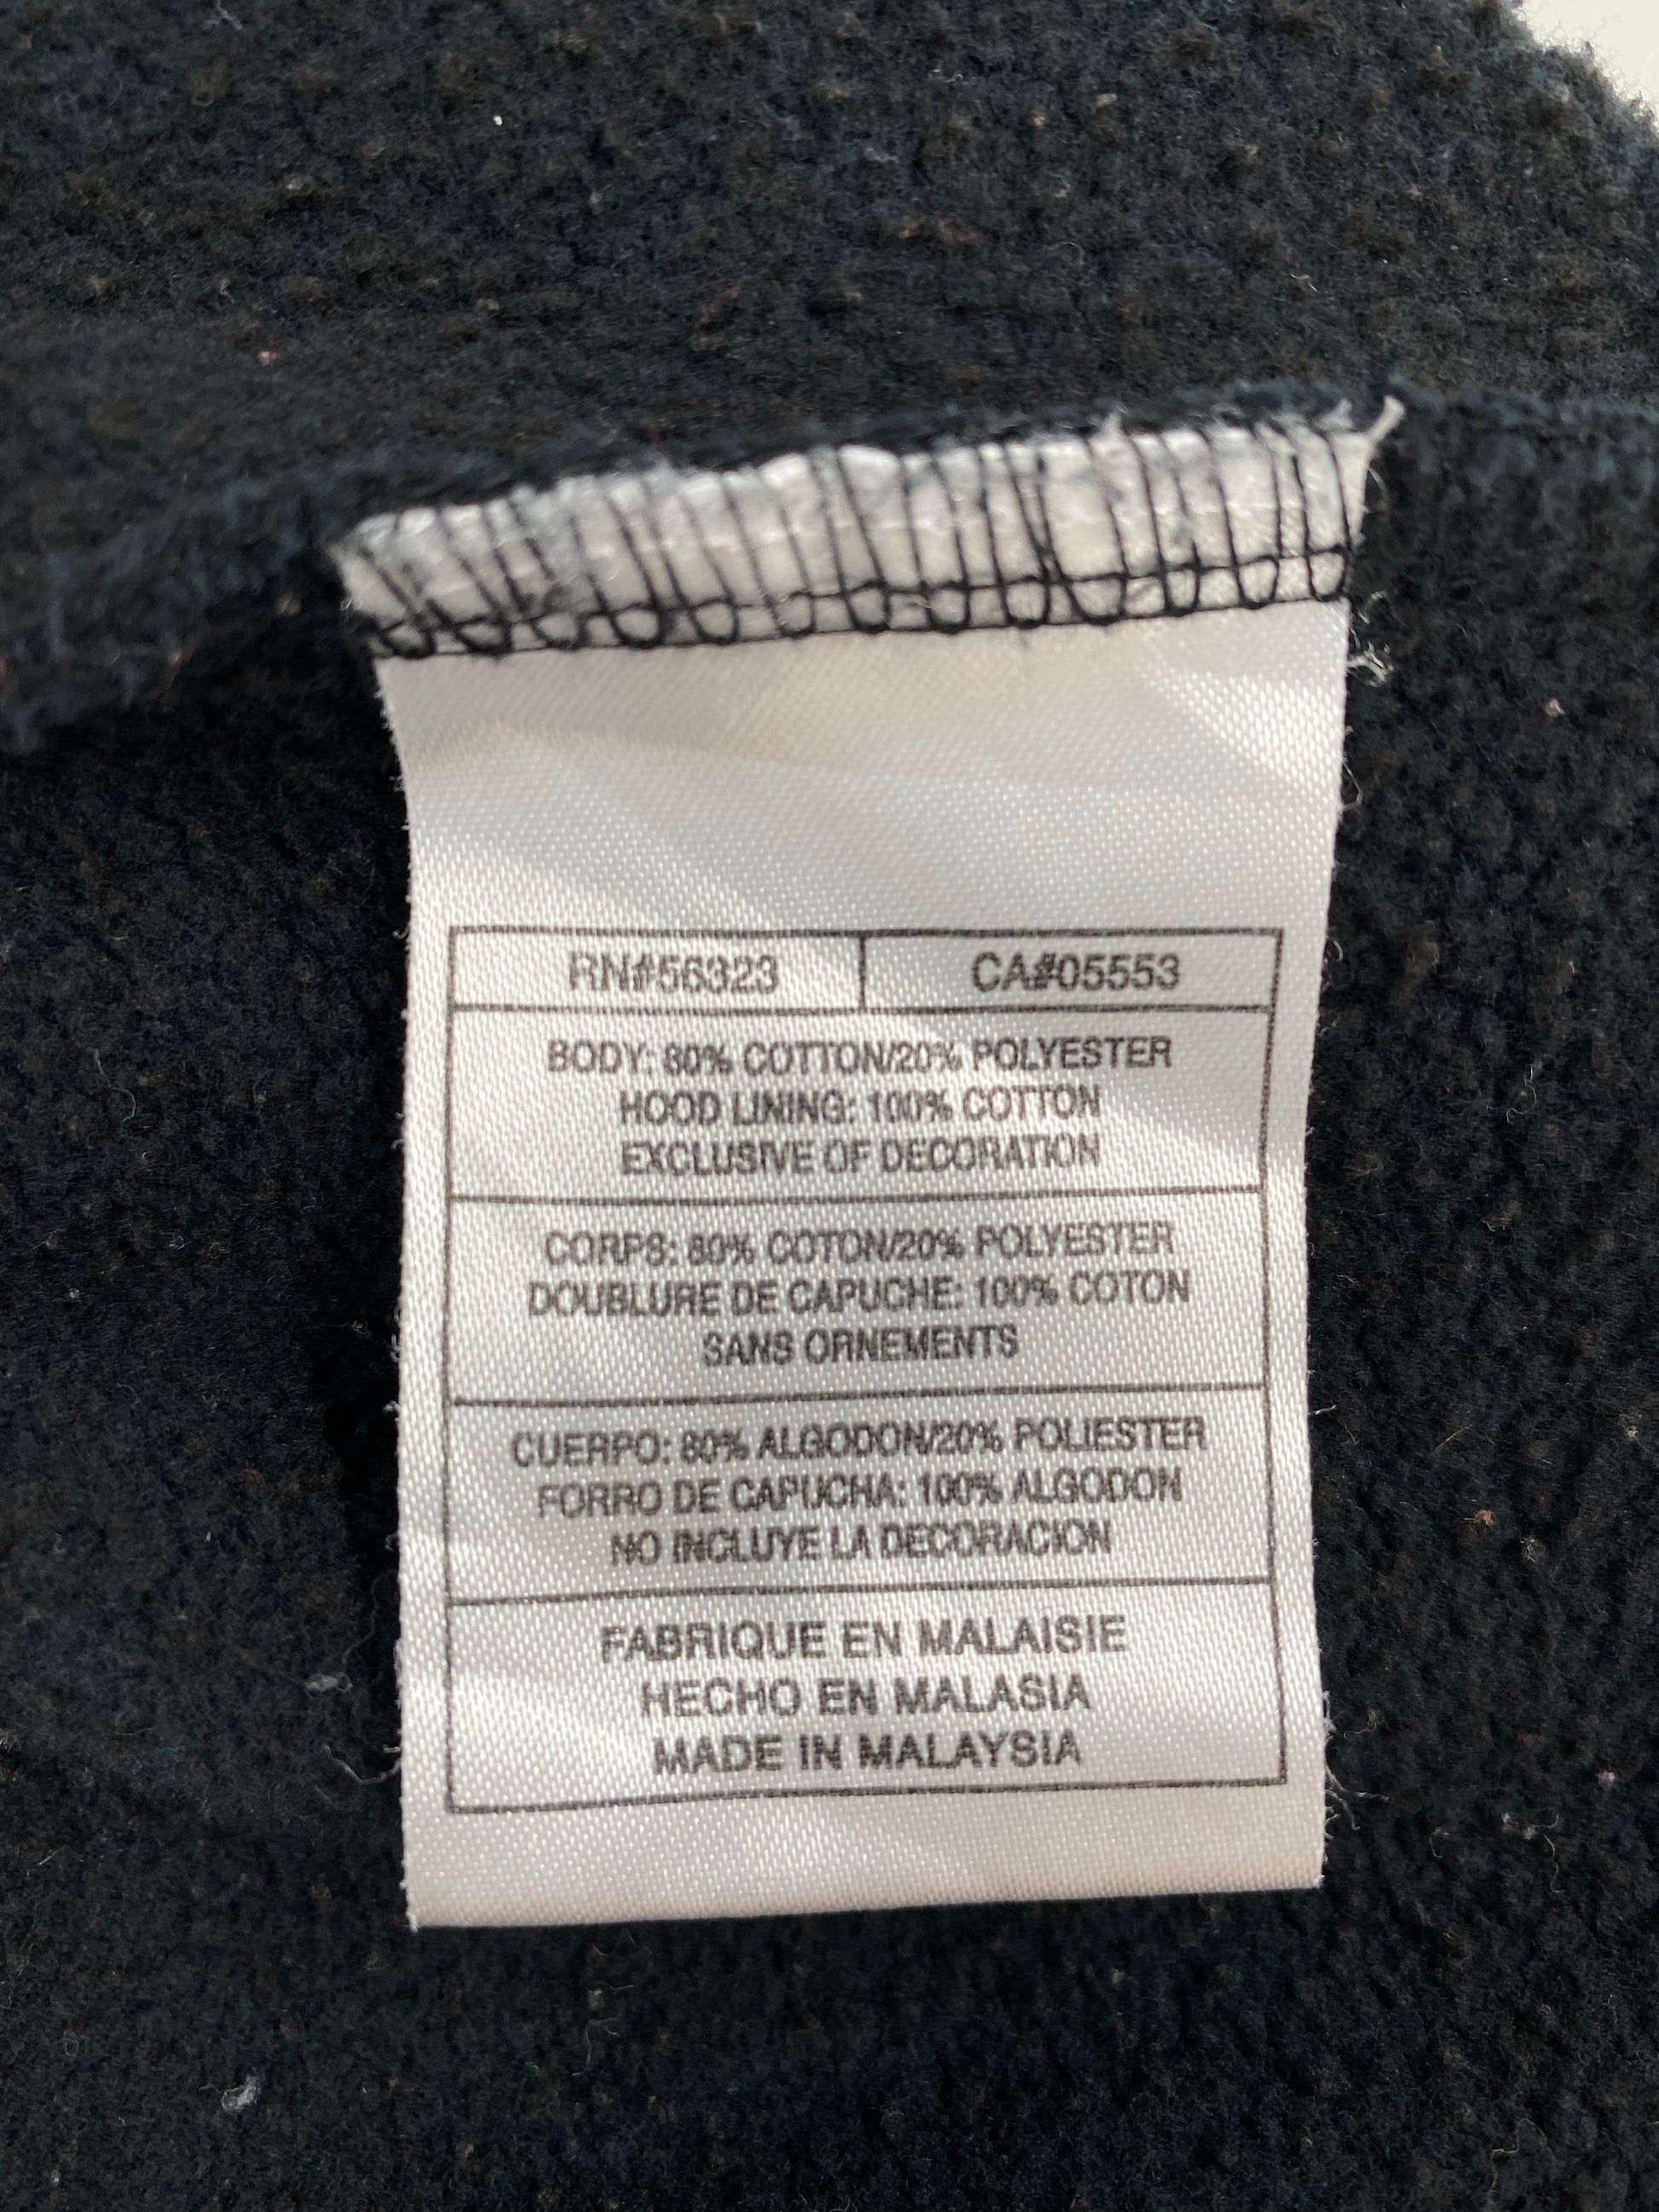 RN#56323 CA#05553
BODY: 80% COTTON/20% POLYESTER
HOOD LINING: 100% COTTON
EXCLUSIVE OF DECORATION
CORPS: 80% COTON/20% POLYESTER
DOUBLURE DE CAPUCHE: 100% COTON
SANS ORNEMENTS
CUERPO: 80% ALGODON/20% POLIESTER
FORRO DE CAPUCHA: 100% ALGODON
NO INCLUYE LA DECORACION
FABRIQUE EN MALAISIE
HECHO EN MALASIA
MADE IN MALAYSIA